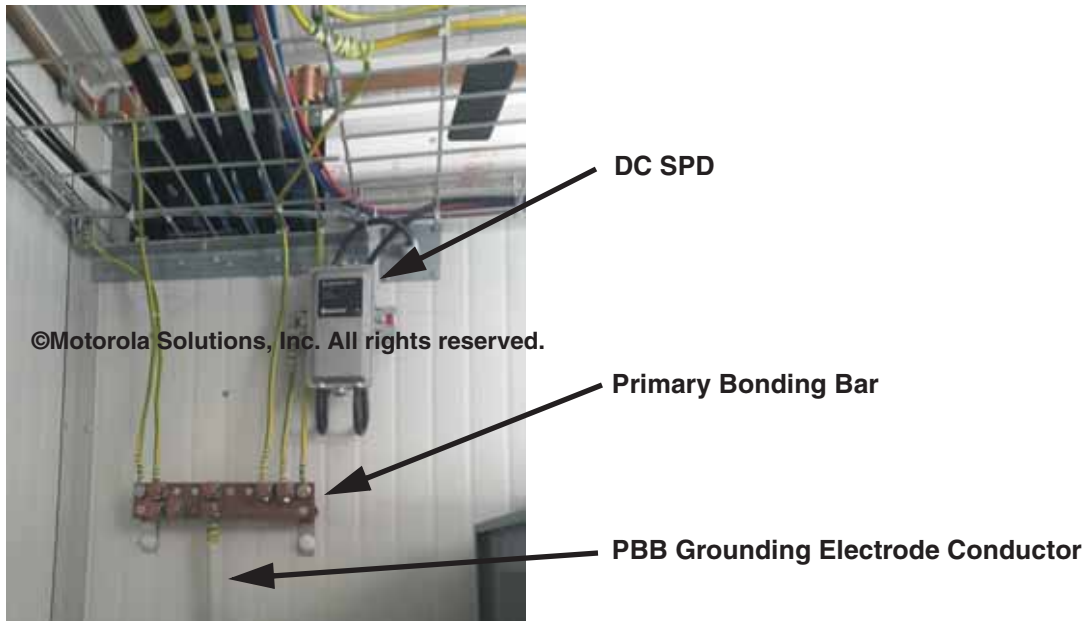 DC SPD
©Motorola Solutions, Inc. All rights reserved.
Primary Bonding Bar
PBB Grounding Electrode Conductor